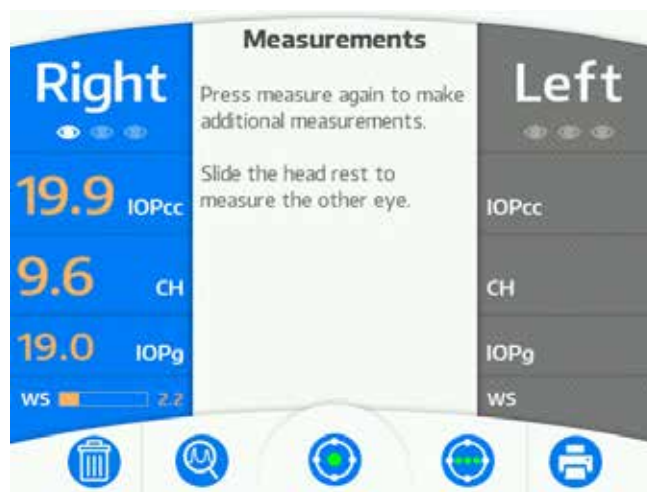 Measurements
Right
Left
Press measure again to make
additional measurements.
Slide the head rest to
measure the other eye.
19.9 IOPcc
9.6 CH
19.0 IOPg
WS 2.2
IOPcc
CH
IOPg
WS